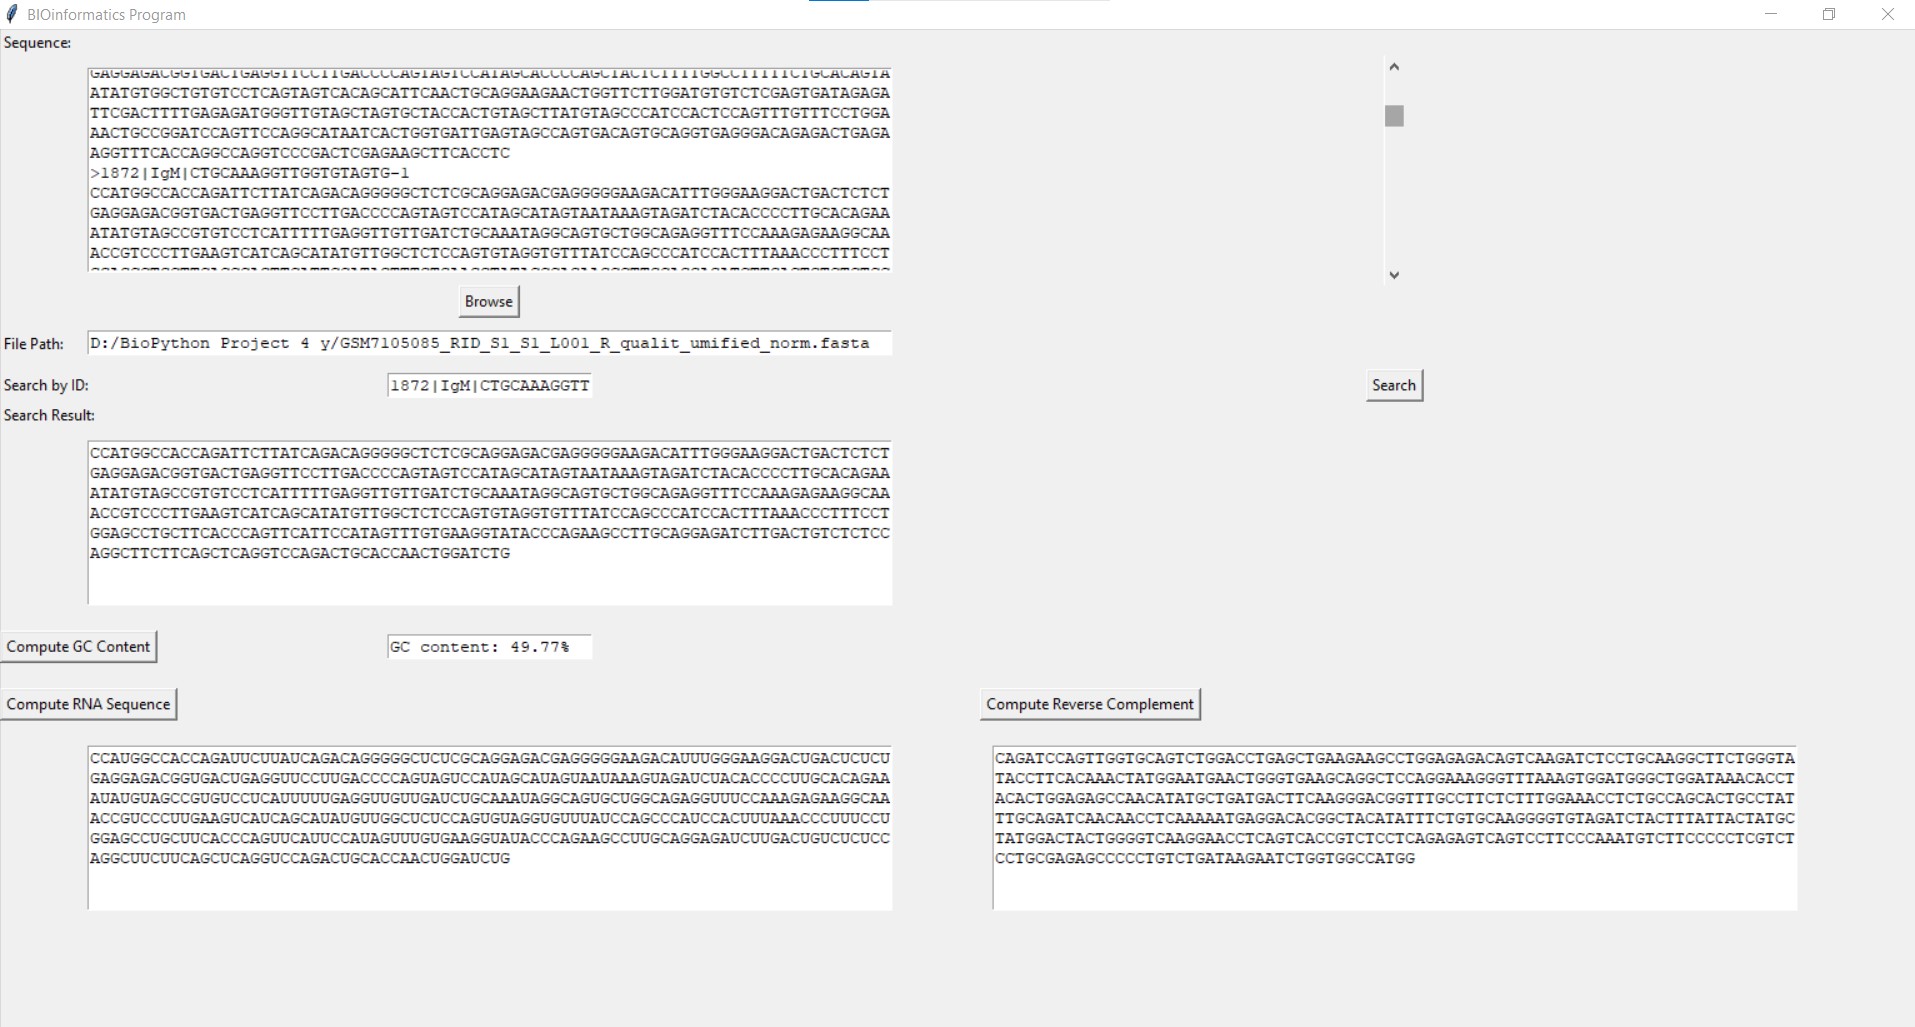 BIOinformatics Program
Sequence:
GAGGAGACGGTGACTGAGGTTCCTTGACCCCAGTAGTCCATAGCACCCCAGCTACTCTTTTGGCCTTTTTCTGCACAGTA
ATATGTGGCTGTGTCCTCAGTAGTCACAGCATTCAACTGCAGGAAGAACTGGTTCTTGGATGTGTCTCGAGTGATAGAGA
TTCGACTTTTGAGAGATGGGTTGTAGCTAGTGCTACCACTGTAGCTTATGTAGCCCATCCACTCCAGTTTGTTTCCTGGA
AACTGCCGGATCCAGTTCCAGGCATAATCACTGGTGATTGAGTAGCCAGTGACAGTGCAGGTGAGGGACAGAGACTGAGA
AGGTTTCACCAGGCCAGGTCCCGACTCGAGAAGCTTCACCTC
>1872|IgM|CTGCAAAGGTTGGTGTAGTG-1
CCATGGCCACCAGATTCTTATCAGACAGGGGGCTCTCGCAGGAGACGAGGGGGAAGACATTTGGGAAGGACTGACTCTCT
GAGGAGACGGTGACTGAGGTTCCTTGACCCCAGTAGTCCATAGCATAGTAATAAAGTAGATCTACACCCCTTGCACAGAA
ATATGTAGCCGTGTCCTCATTTTTGAGGTTGTTGATCTGCAAATAGGCAGTGCTGGCAGAGGTTTCCAAAGAGAAGGCAA
ACCGTCCCTTGAAGTCATCAGCATATGTTGGCTCTCCAGTGTAGGTGTTTATCCAGCCCATCCACTTTAAACCCTTTCCT
Browse
File Path:
D:/BioPython Project 4 y/GSM7105085_RID_S1_S1_L001_R_qualit_umified_norm.fasta
Search by ID:
1872|IgM|CTGCAAAGGTT
Search
Search Result:
CCATGGCCACCAGATTCTTATCAGACAGGGGGCTCTCGCAGGAGACGAGGGGGAAGACATTTGGGAAGGACTGACTCTCT
GAGGAGACGGTGACTGAGGTTCCTTGACCCCAGTAGTCCATAGCATAGTAATAAAGTAGATCTACACCCCTTGCACAGAA
ATATGTAGCCGTGTCCTCATTTTTGAGGTTGTTGATCTGCAAATAGGCAGTGCTGGCAGAGGTTTCCAAAGAGAAGGCAA
ACCGTCCCTTGAAGTCATCAGCATATGTTGGCTCTCCAGTGTAGGTGTTTATCCAGCCCATCCACTTTAAACCCTTTCCT
GGAGCCTGCTTCACCCAGTTCATTCCATAGTTTGTGAAGGTATACCCAGAAGCCTTGCAGGAGATCTTGACTGTCTCTCC
AGGCTTCTTCAGCTCAGGTCCAGACTGCACCAACTGGATCTG
Compute GC Content
GC content: 49.77%
Compute RNA Sequence
Compute Reverse Complement
CCAUGGCCACCAGAUUCUUAUCAGACAGGGGGCUCUCGCAGGAGACGAGGGGGAAGACAUUUGGGAAGGACUGACUCUCU
GAGGAGACGGUGACUGAGGUUCCUUGACCCCAGUAGUCCAUAGCAUAGUAAUAAAGUAGAUCUACACCCCUUGCACAGAA
AUAUGUAGCCGUGUCCUCAUUUUUGAGGUUGUUGAUCUGCAAAUAGGCAGUGCUGGCAGAGGUUUCCAAAGAGAAGGCAA
ACCGUCCCUUGAAGUCAUCAGCAUAUGUUGGCUCUCCAGUGUAGGUGUUUAUCCAGCCCAUCCACUUUAAACCCUUUCCU
GGAGCCUGCUUCACCCAGUUCAUUCCAUAGUUUGUGAAGGUAUACCCAGAAGCCUUGCAGGAGAUCUUGACUGUCUCUCC
AGGCUUCUUCAGCUCAGGUCCAGACUGCACCAACUGGAUCUG
CAGATCCAGTTGGTGCAGTCTGGACCTGAGCTGAAGAAGCCTGGAGAGACAGTCAAGATCTCCTGCAAGGCTTCTGGGTA
TACCTTCACAAACTATGGAATGAACTGGGTGAAGCAGGCTCCAGGAAAGGGTTTAAAGTGGATGGGCTGGATAAACACCT
ACACTGGAGAGCCAACATATGCTGATGACTTCAAGGGACGGTTTGCCTTCTCTTTGGAAACCTCTGCCAGCACTGCCTAT
TTGCAGATCAACAACCTCAAAAATGAGGACACGGCTACATATTTCTGTGCAAGGGGTGTAGATCTACTTTATTACTATGC
TATGGACTACTGGGGTCAAGGAACCTCAGTCACCGTCTCCTCAGAGAGTCAGTCCTTCCCAAATGTCTTCCCCCTCGTCT
CCTGCGAGAGCCCCCTGTCTGATAAGAATCTGGTGGCCATGG